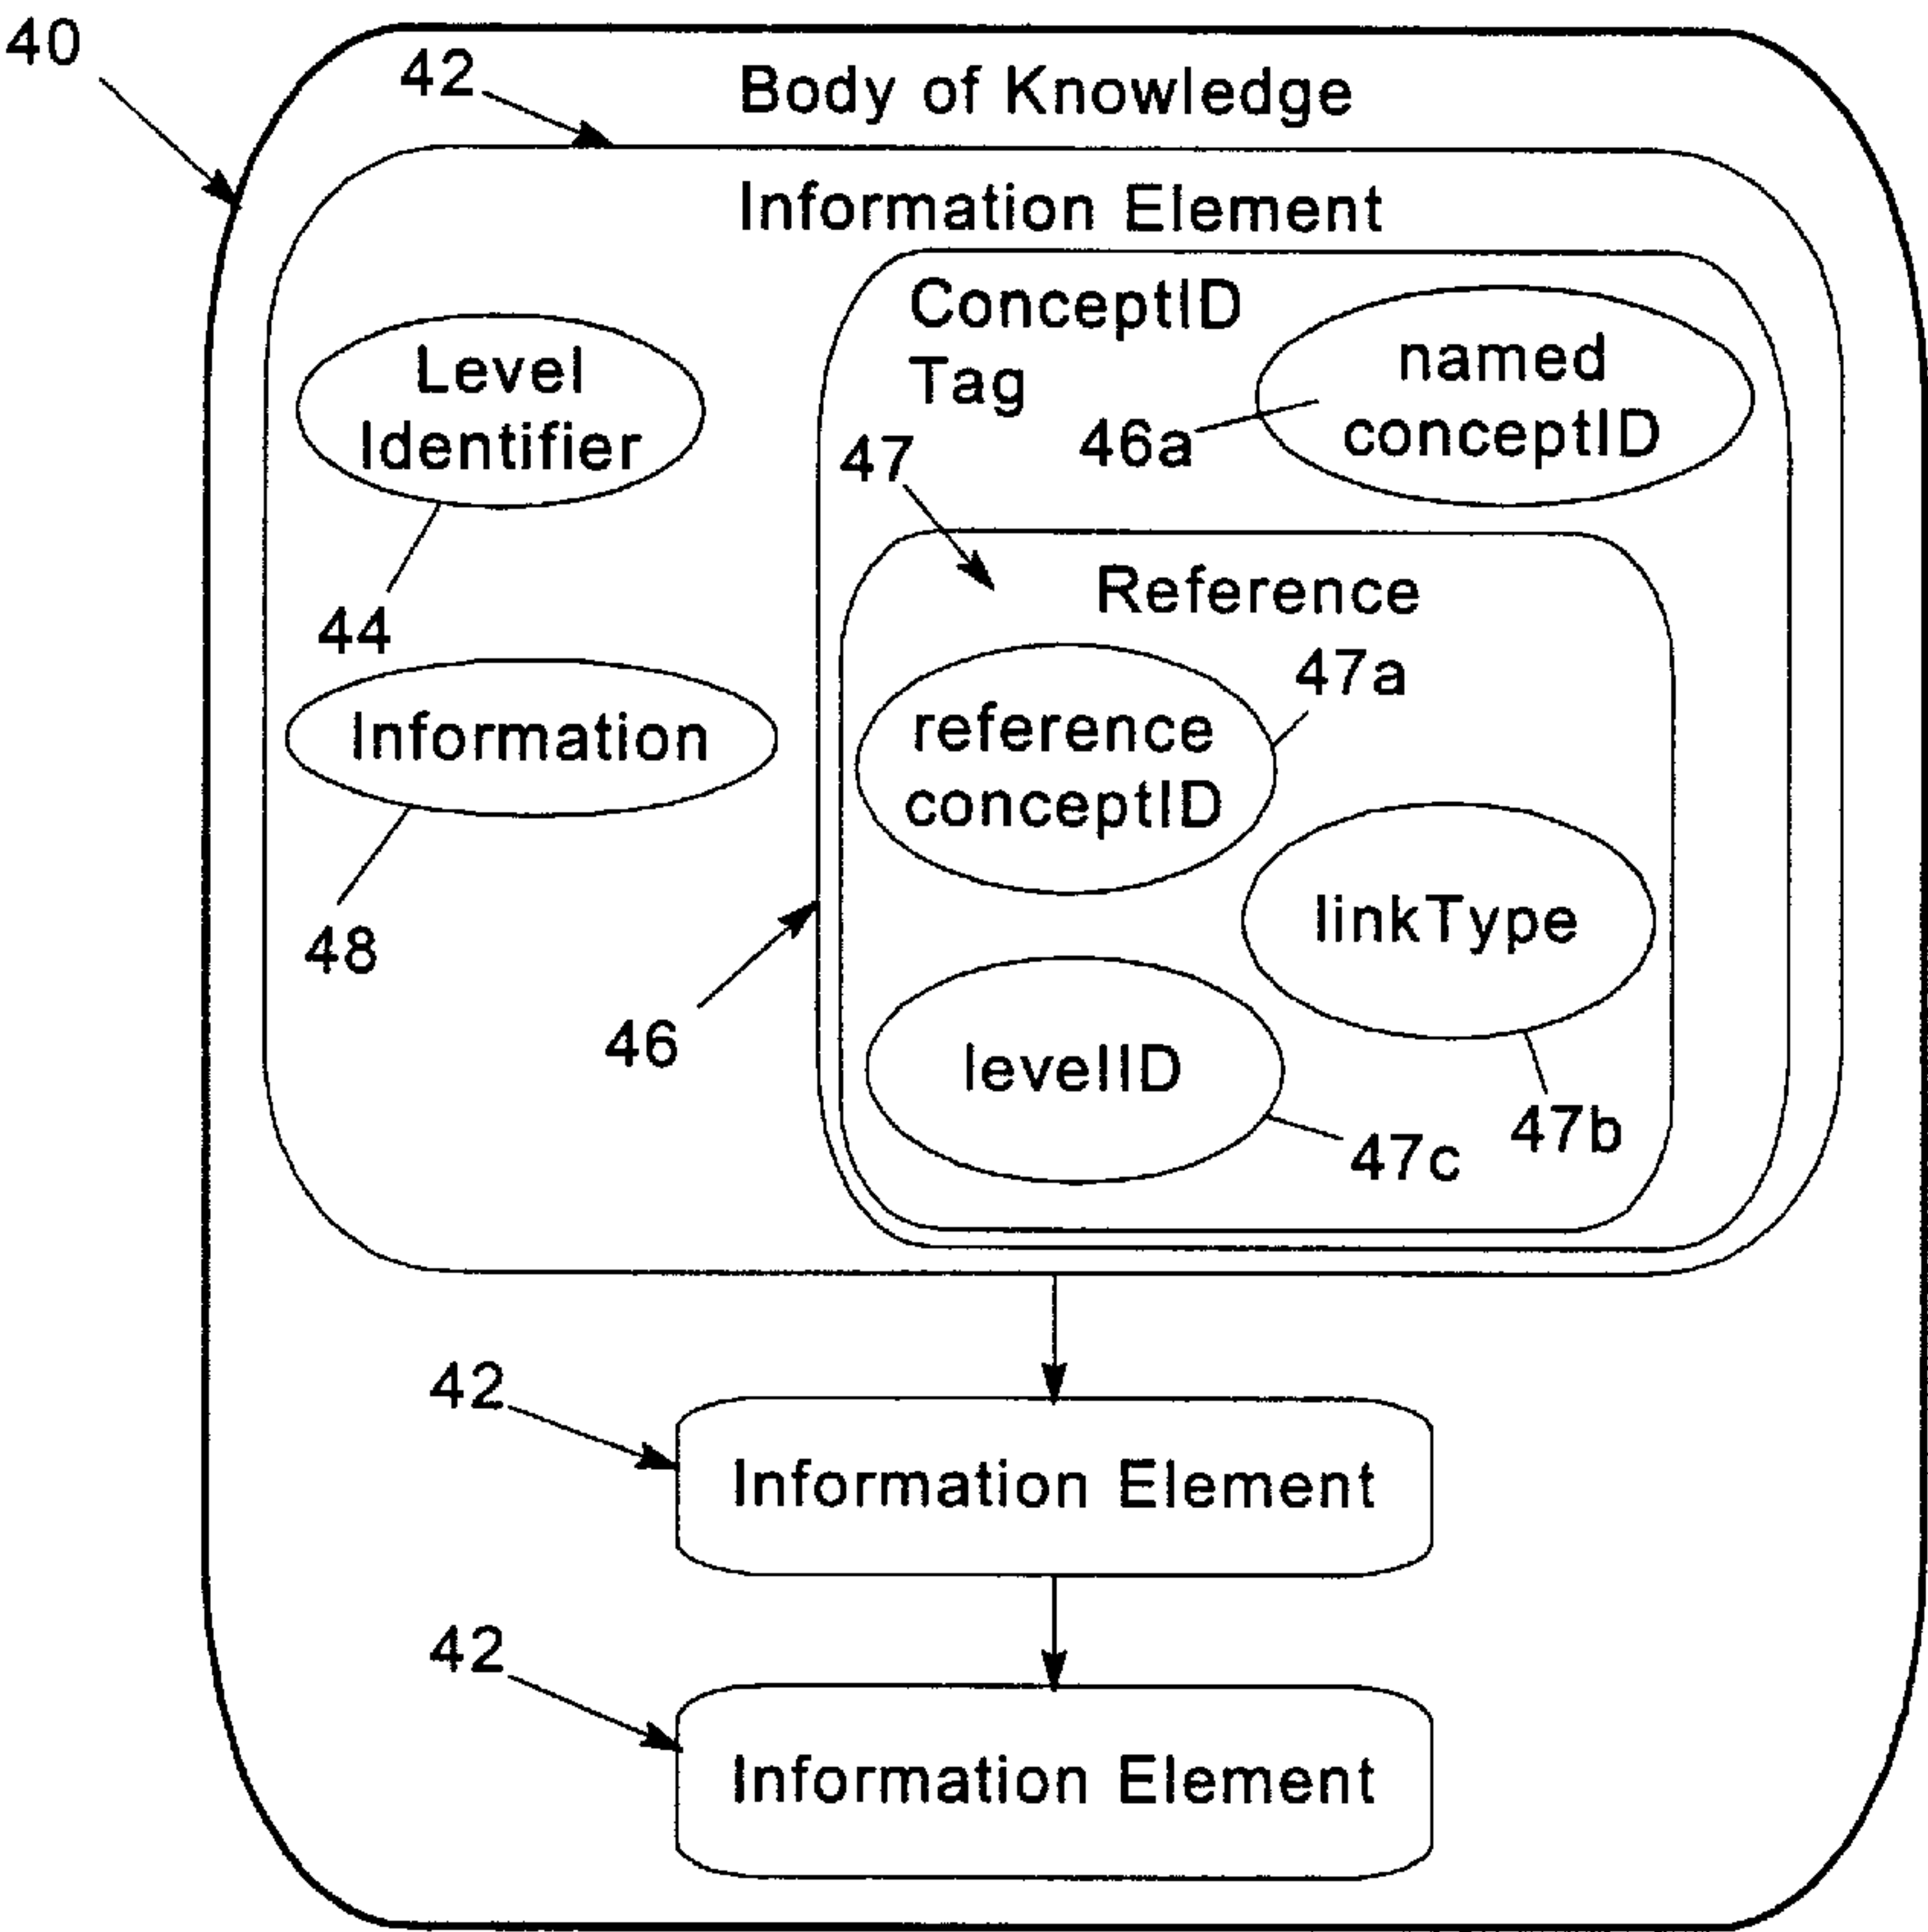 40
42
Body of Knowledge
Information Element
ConceptID
Tag
named
conceptID
46a
Level
Identifier
44
47
Reference
47a
reference
conceptID
Information
48
linkType
46
levelID
47b
47c
42
Information Element
42
Information Element